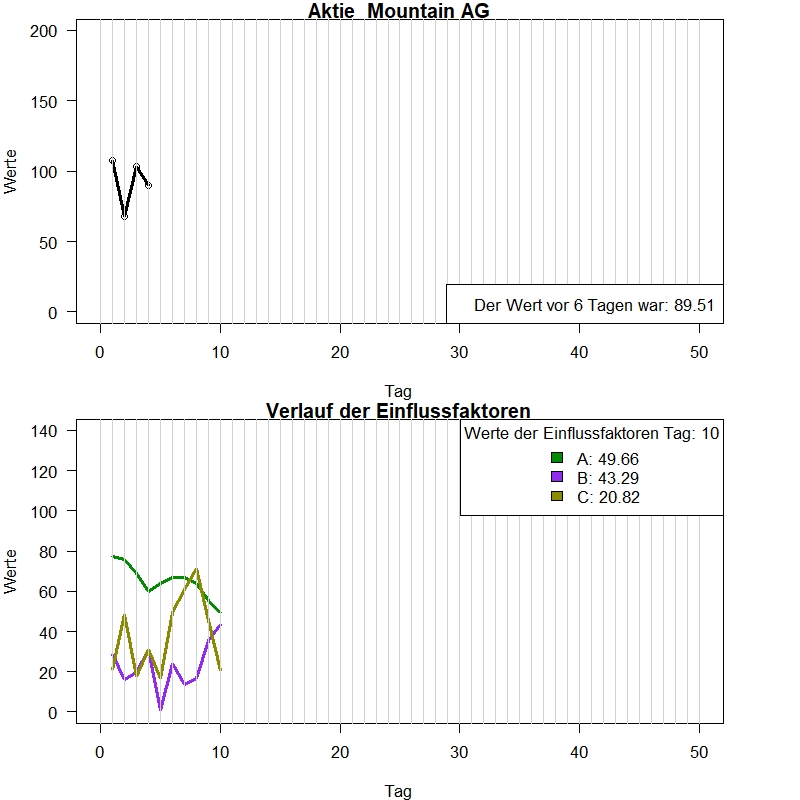 Aktie  Mountain AG
200
150
100
50
0
Werte
Der Wert vor 6 Tagen war: 89.51
0 10 20 30 40 50
Tag
Verlauf der Einflussfaktoren
140
120
100
80
60
40
20
0
Werte
Werte der Einflussfaktoren Tag: 10
A: 49.66
B: 43.29
C: 20.82
0 10 20 30 40 50
Tag